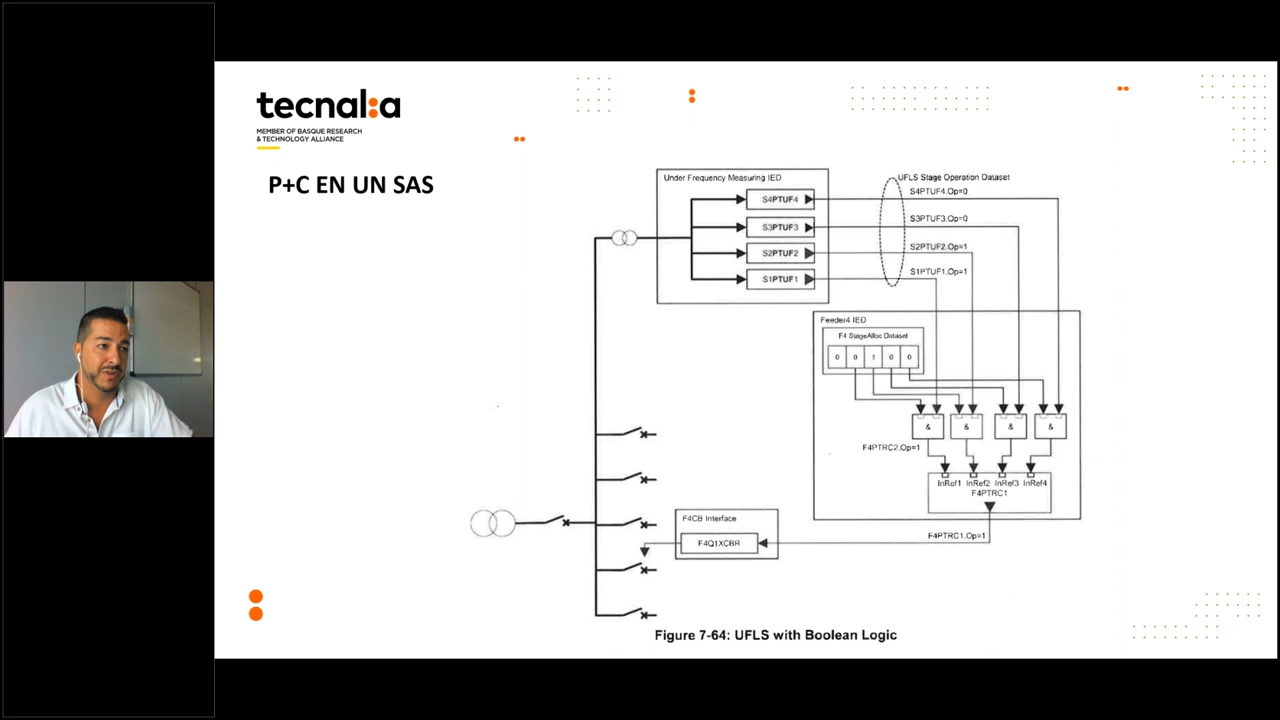 tecnalia
MEMBER OF BASQUE RESEARCH
& TECHNOLOGY ALLIANCE
P+C EN UN SAS
Under Frequency Measuring IED
S4PTUF4
S3PTUF3
S2PTUF2
S1PTUF1
UFLS Stage Operation Dataset
S4PTUF4.Op=0
S3PTUF3.Op=0
S2PTUF2.Op=1
S1PTUF1.Op=1
Feeder4 IED
F4 StageAlloc Dataset
0 0 1 0 0
& & & &
F4PTRC2.Op=1
InRef1 InRef2 InRef3 InRef4
F4PTRC1
F4CB Interface
F4Q1XCBR
F4PTRC1.Op=1
Figure 7-64: UFLS with Boolean Logic